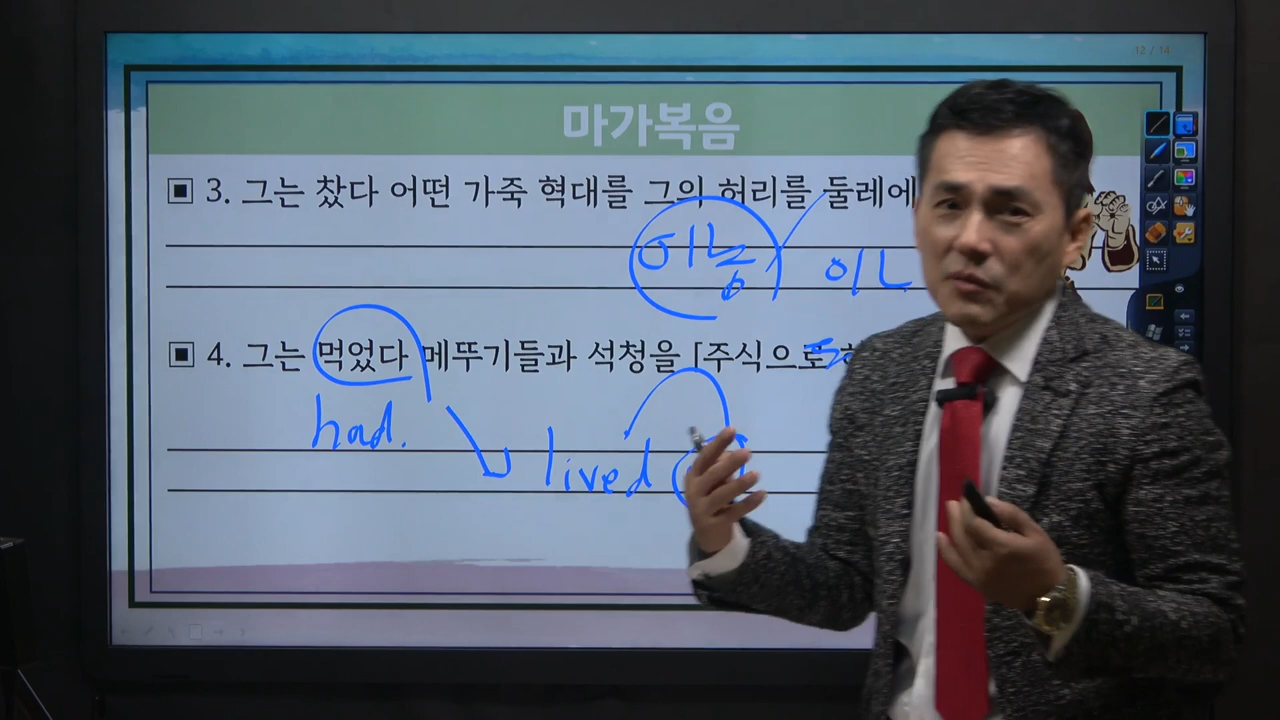 12 / 14
마가복음
▣ 3. 그는 찼다 어떤 가죽 혁대를 그의 허리를 둘레에
▣ 4. 그는 먹었다 메뚜기들과 석청을 [주식으로
had.
lived